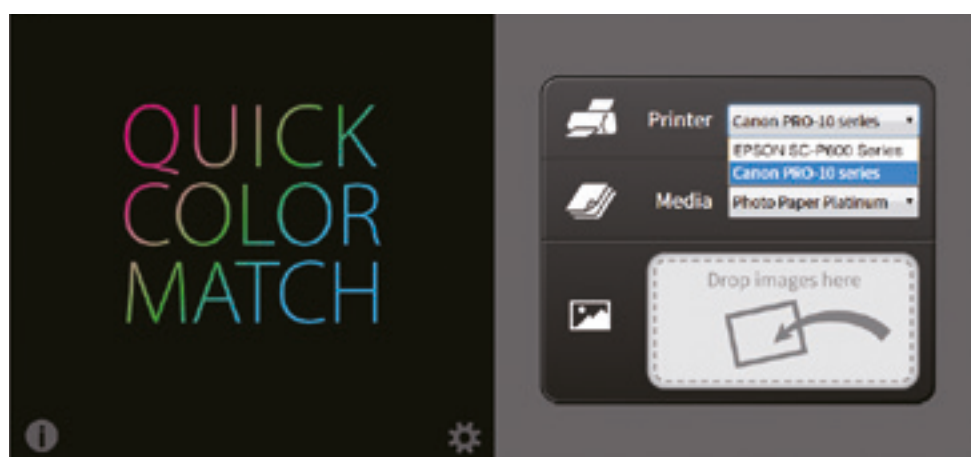 QUICK
COLOR
MATCH
Printer
Canon PRO-10 series
EPSON SC-P600 Series
Canon PRO-10 series
Media
Photo Paper Platinum
Drop images here
i